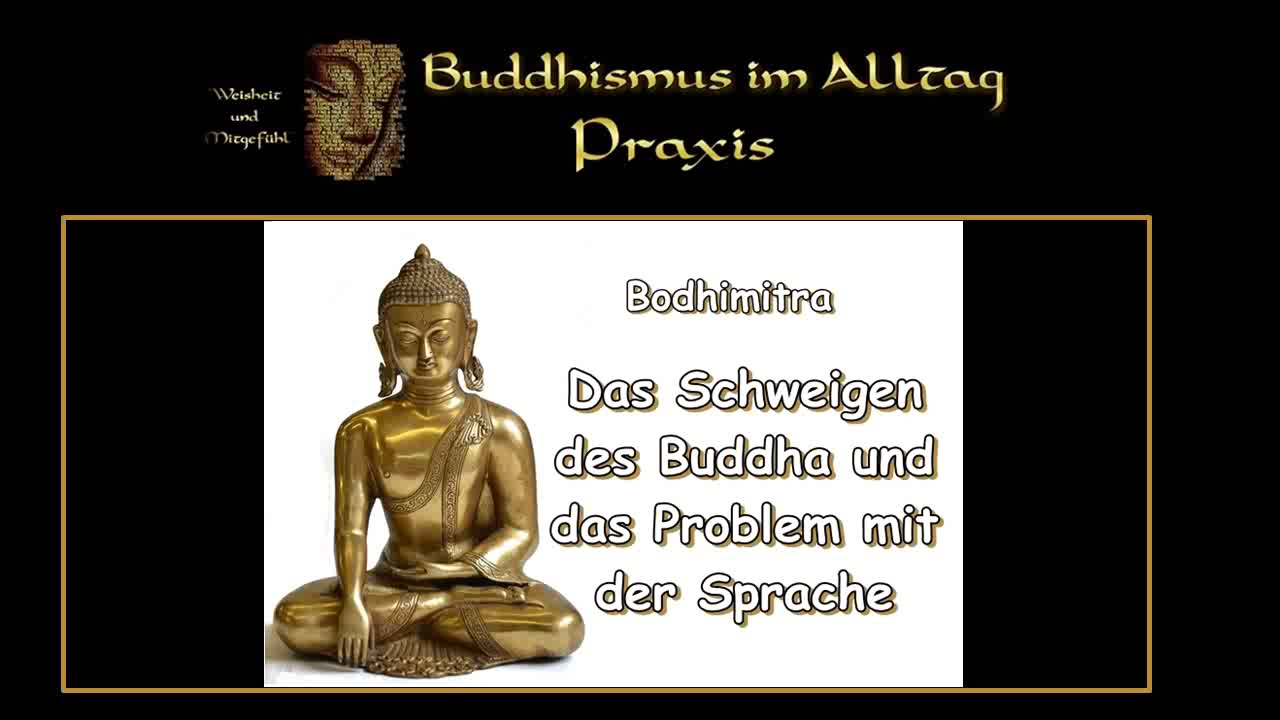 Weisheit
und
Mitgefühl
Buddhismus im Alltag
Praxis
Bodhimitra
Das Schweigen
des Buddha und
das Problem mit
der Sprache